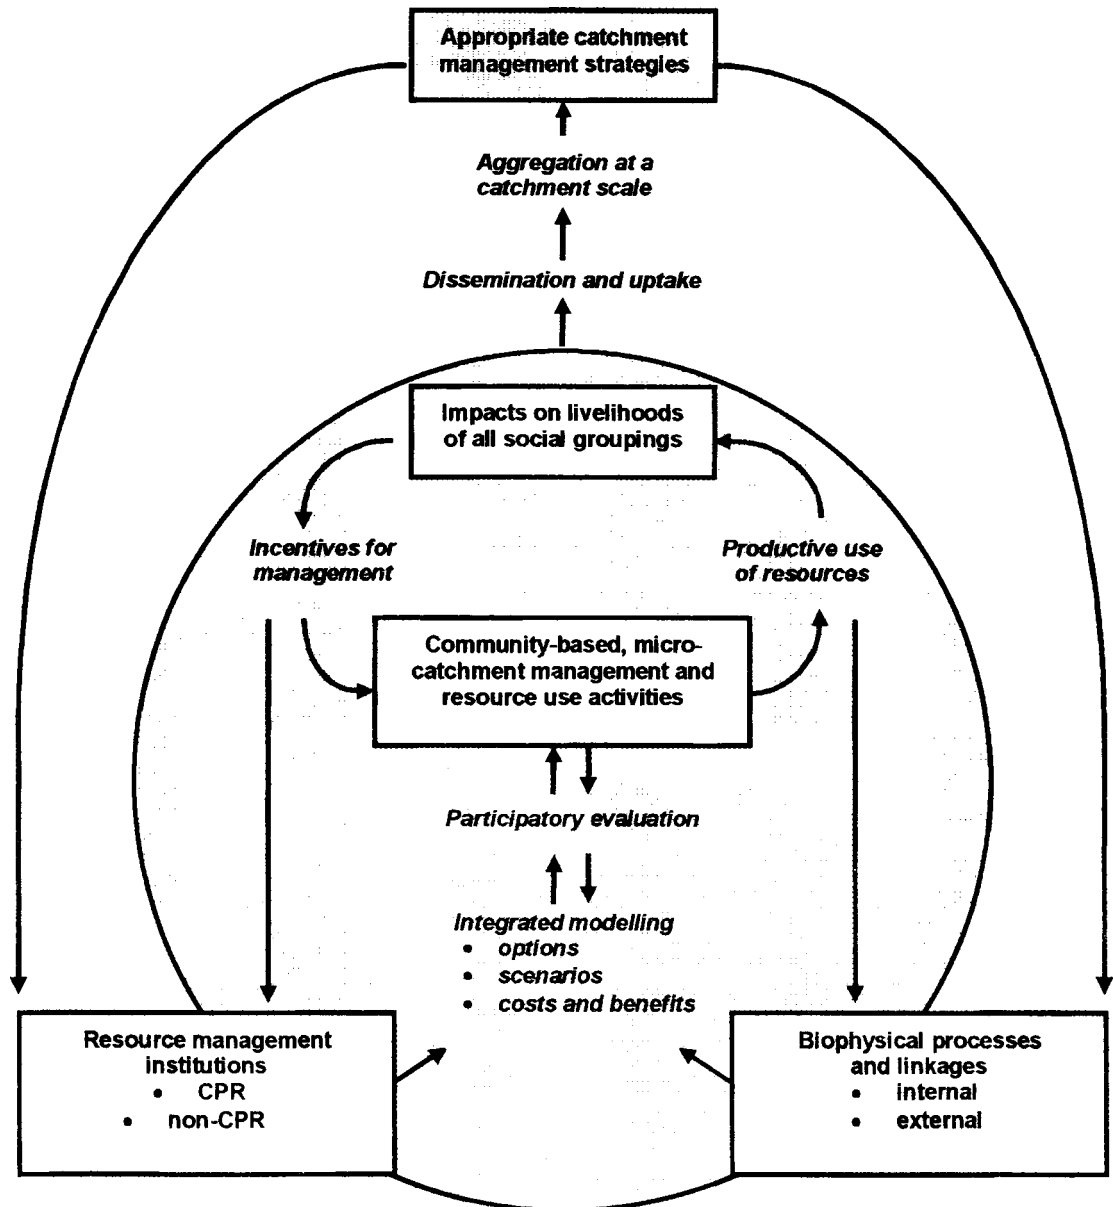 Appropriate catchment
management strategies
Aggregation at a
catchment scale
Dissemination and uptake
Impacts on livelihoods
of all social groupings
Incentives for
management
Productive use
of resources
Community-based, micro-
catchment management and
resource use activities
Participatory evaluation
Integrated modelling
• options
• scenarios
• costs and benefits
Resource management
institutions
• CPR
• non-CPR
Biophysical processes
and linkages
• internal
• external